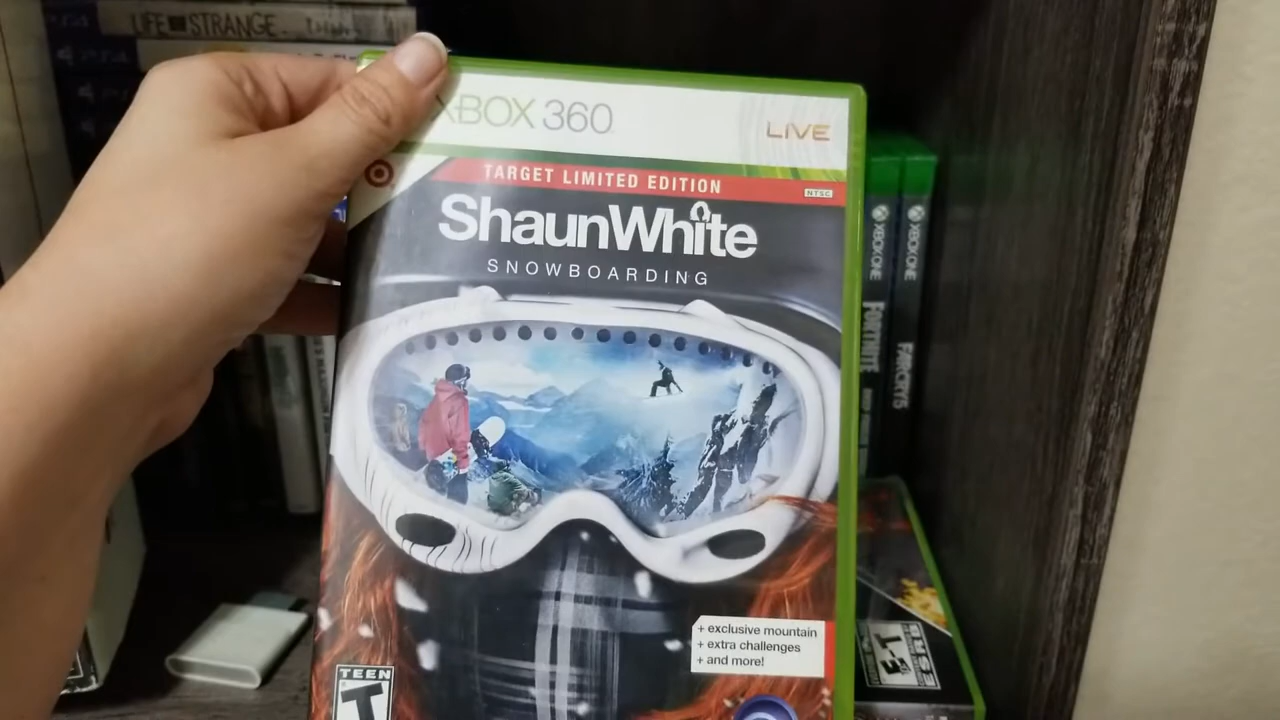 LIFE IS STRANGE
XBOX 360
LIVE
TARGET LIMITED EDITION
NTSC
ShaunWhite
SNOWBOARDING
XBOX ONE
XBOX ONE
FORTNITE
FARCRY5
+ exclusive mountain
+ extra challenges
+ and more!
TEEN
T
T